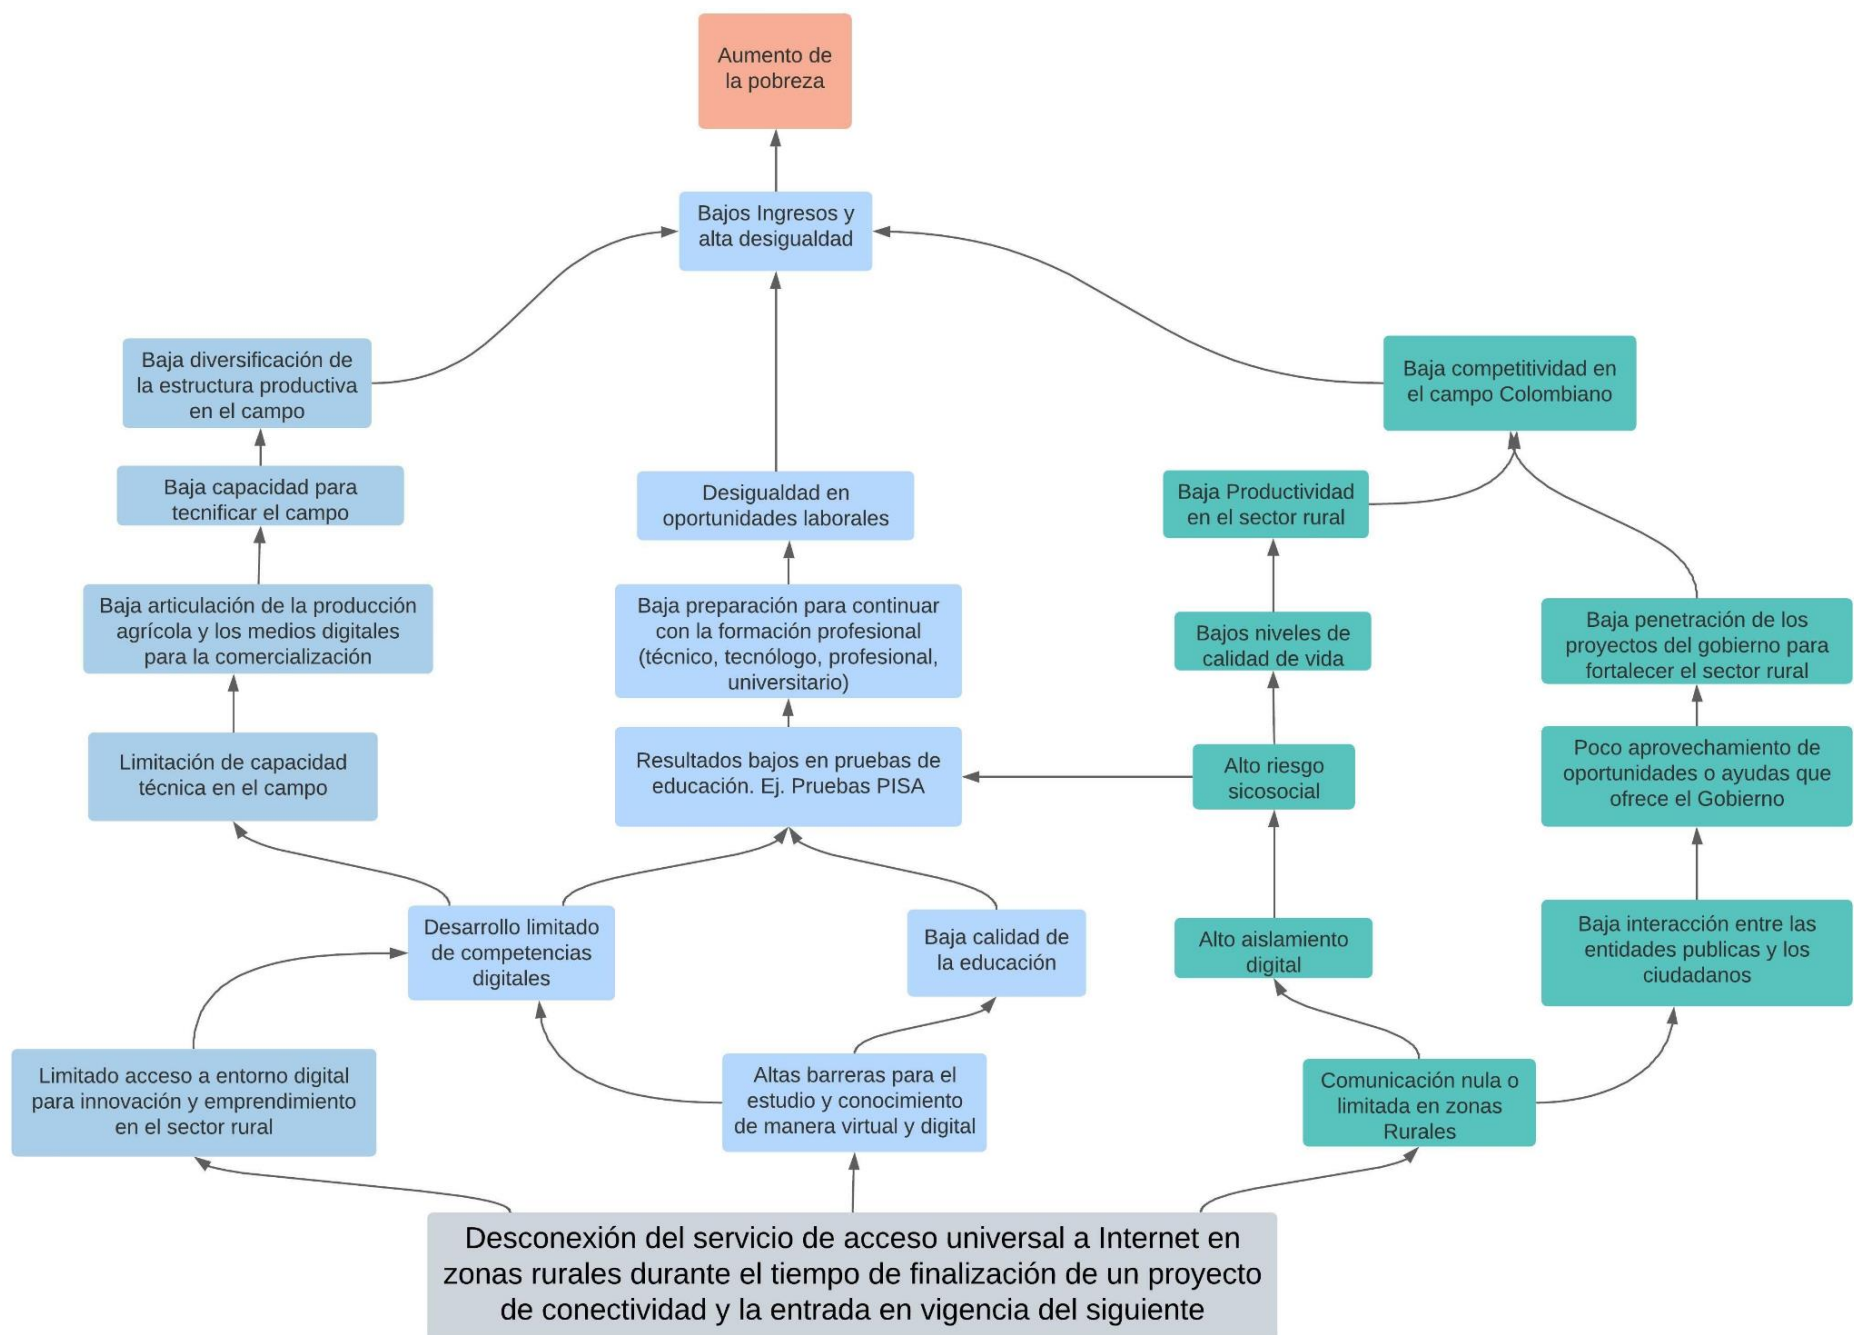 Aumento de
la pobreza
Bajos Ingresos y
alta desigualdad
Baja diversificación de
la estructura productiva
en el campo
Baja competitividad en
el campo Colombiano
Baja capacidad para
tecnificar el campo
Desigualdad en
oportunidades laborales
Baja Productividad
en el sector rural
Baja articulación de la producción
agrícola y los medios digitales
para la comercialización
Baja preparación para continuar
con la formación profesional
(técnico, tecnólogo, profesional,
universitario)
Bajos niveles de
calidad de vida
Baja penetración de los
proyectos del gobierno para
fortalecer el sector rural
Limitación de capacidad
técnica en el campo
Resultados bajos en pruebas de
educación. Ej. Pruebas PISA
Alto riesgo
sicosocial
Poco aprovechamiento de
oportunidades o ayudas que
ofrece el Gobierno
Desarrollo limitado
de competencias
digitales
Baja calidad de
la educación
Alto aislamiento
digital
Baja interacción entre las
entidades publicas y los
ciudadanos
Limitado acceso a entorno digital
para innovación y emprendimiento
en el sector rural
Altas barreras para el
estudio y conocimiento
de manera virtual y digital
Comunicación nula o
limitada en zonas
Rurales
Desconexión del servicio de acceso universal a Internet en
zonas rurales durante el tiempo de finalización de un proyecto
de conectividad y la entrada en vigencia del siguiente